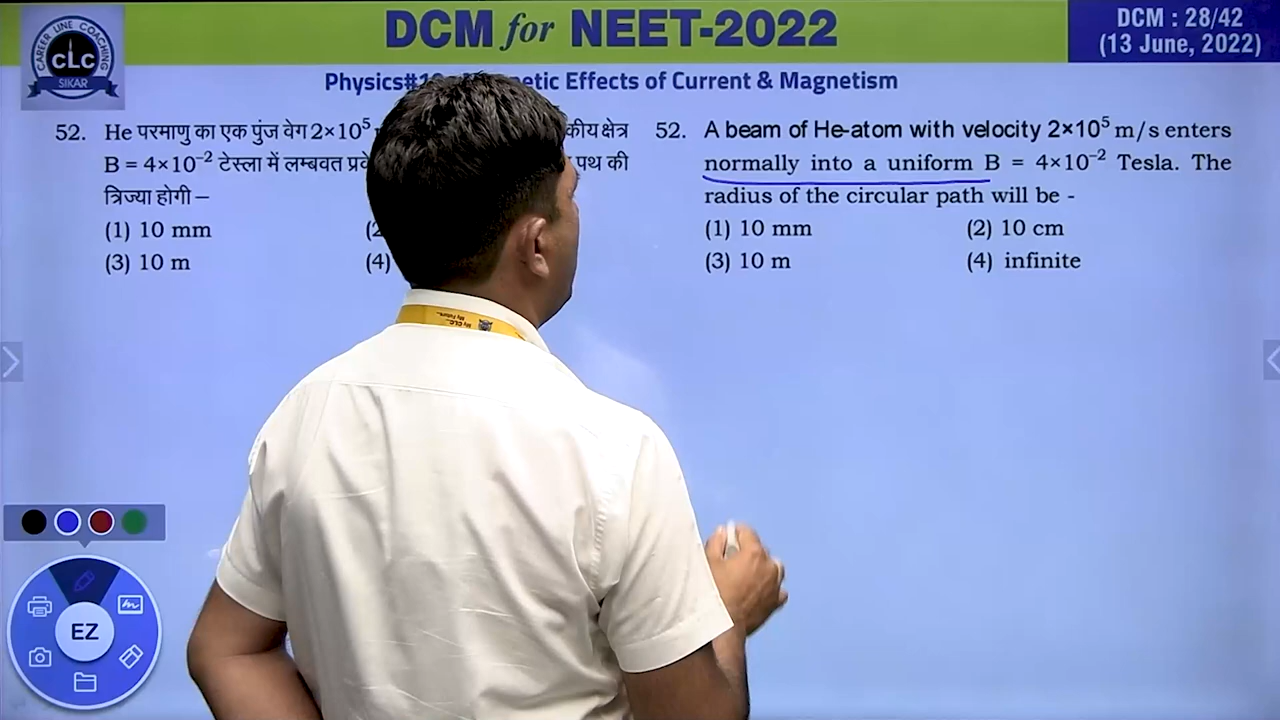 DCM for NEET-2022
DCM : 28/42
(13 June, 2022)
CAREER LINE COACHING
CLC
SIKAR
Physics# Effects of Current & Magnetism
52. He परमाणु का एक पुंज वेग 2×10⁵
B = 4×10⁻² टेस्ला में लम्बवत पथ की
त्रिज्या होगी –
(1) 10 mm
(3) 10 m
(4)
52. A beam of He-atom with velocity 2×10⁵ m/s enters
normally into a uniform B = 4×10⁻² Tesla. The
radius of the circular path will be -
(1) 10 mm (2) 10 cm
(3) 10 m (4) infinite
EZ